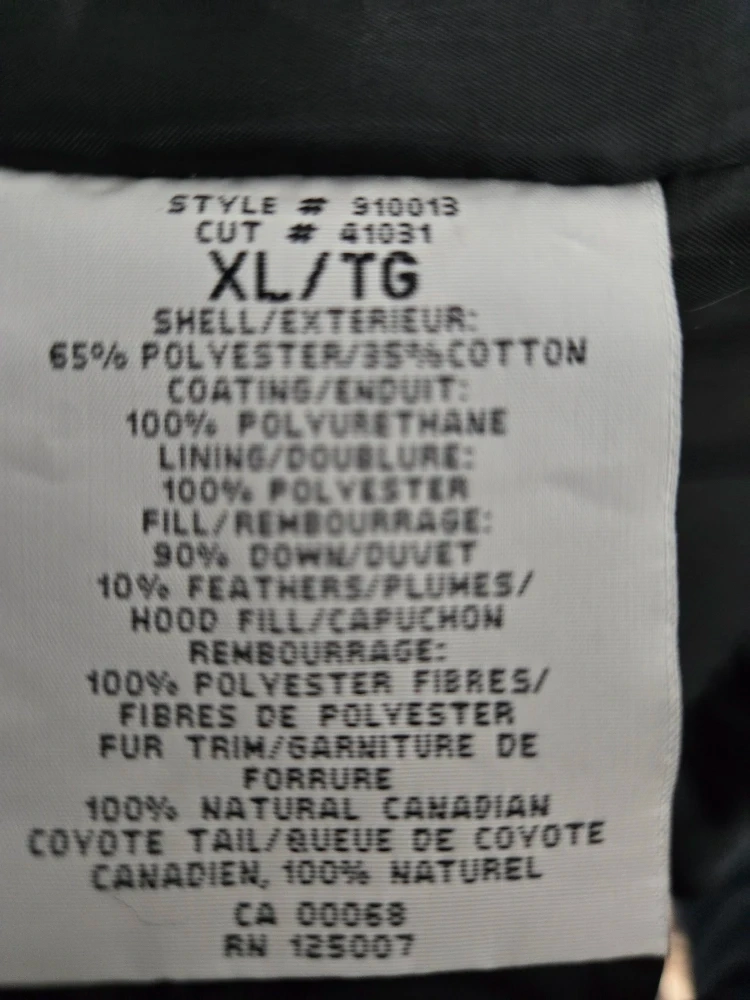 STYLE # 910013
CUT # 41031
XL/TG
SHELL/EXTERIEUR:
65% POLYESTER/35%COTTON
COATING/ENDUIT:
100% POLYURETHANE
LINING/DOUBLURE:
100% POLYESTER
FILL/REMBOURRAGE:
90% DOWN/DUVET
10% FEATHERS/PLUMES/
HOOD FILL/CAPUCHON
REMBOURRAGE:
100% POLYESTER FIBRES/
FIBRES DE POLYESTER
FUR TRIM/GARNITURE DE
FORRURE
100% NATURAL CANADIAN
COYOTE TAIL/QUEUE DE COYOTE
CANADIEN, 100% NATUREL
CA 00068
RN 125007